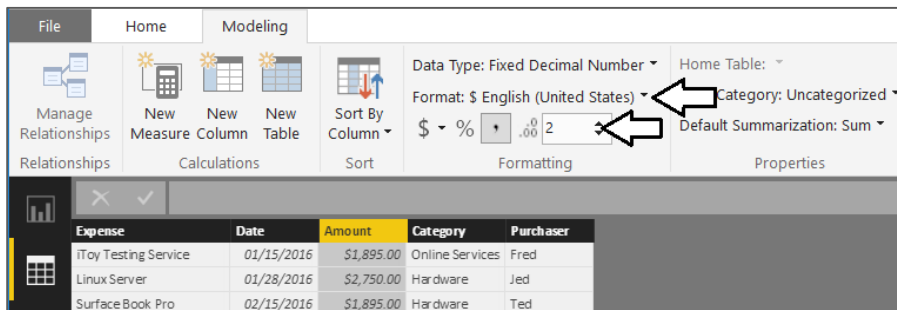 File Home Modeling
Data Type: Fixed Decimal Number Home Table:
Format: $ English (United States) Category: Uncategorized
Manage Relationships
New Measure
New Column
New Table
Sort By Column
$ % , .00 2 Default Summarization: Sum
Relationships Calculations Sort Formatting Properties
Expense Date Amount Category Purchaser
iToy Testing Service 01/15/2016 $1,895.00 Online Services Fred
Linux Server 01/28/2016 $2,750.00 Hardware Jed
Surface Book Pro 02/15/2016 $1,895.00 Hardware Ted